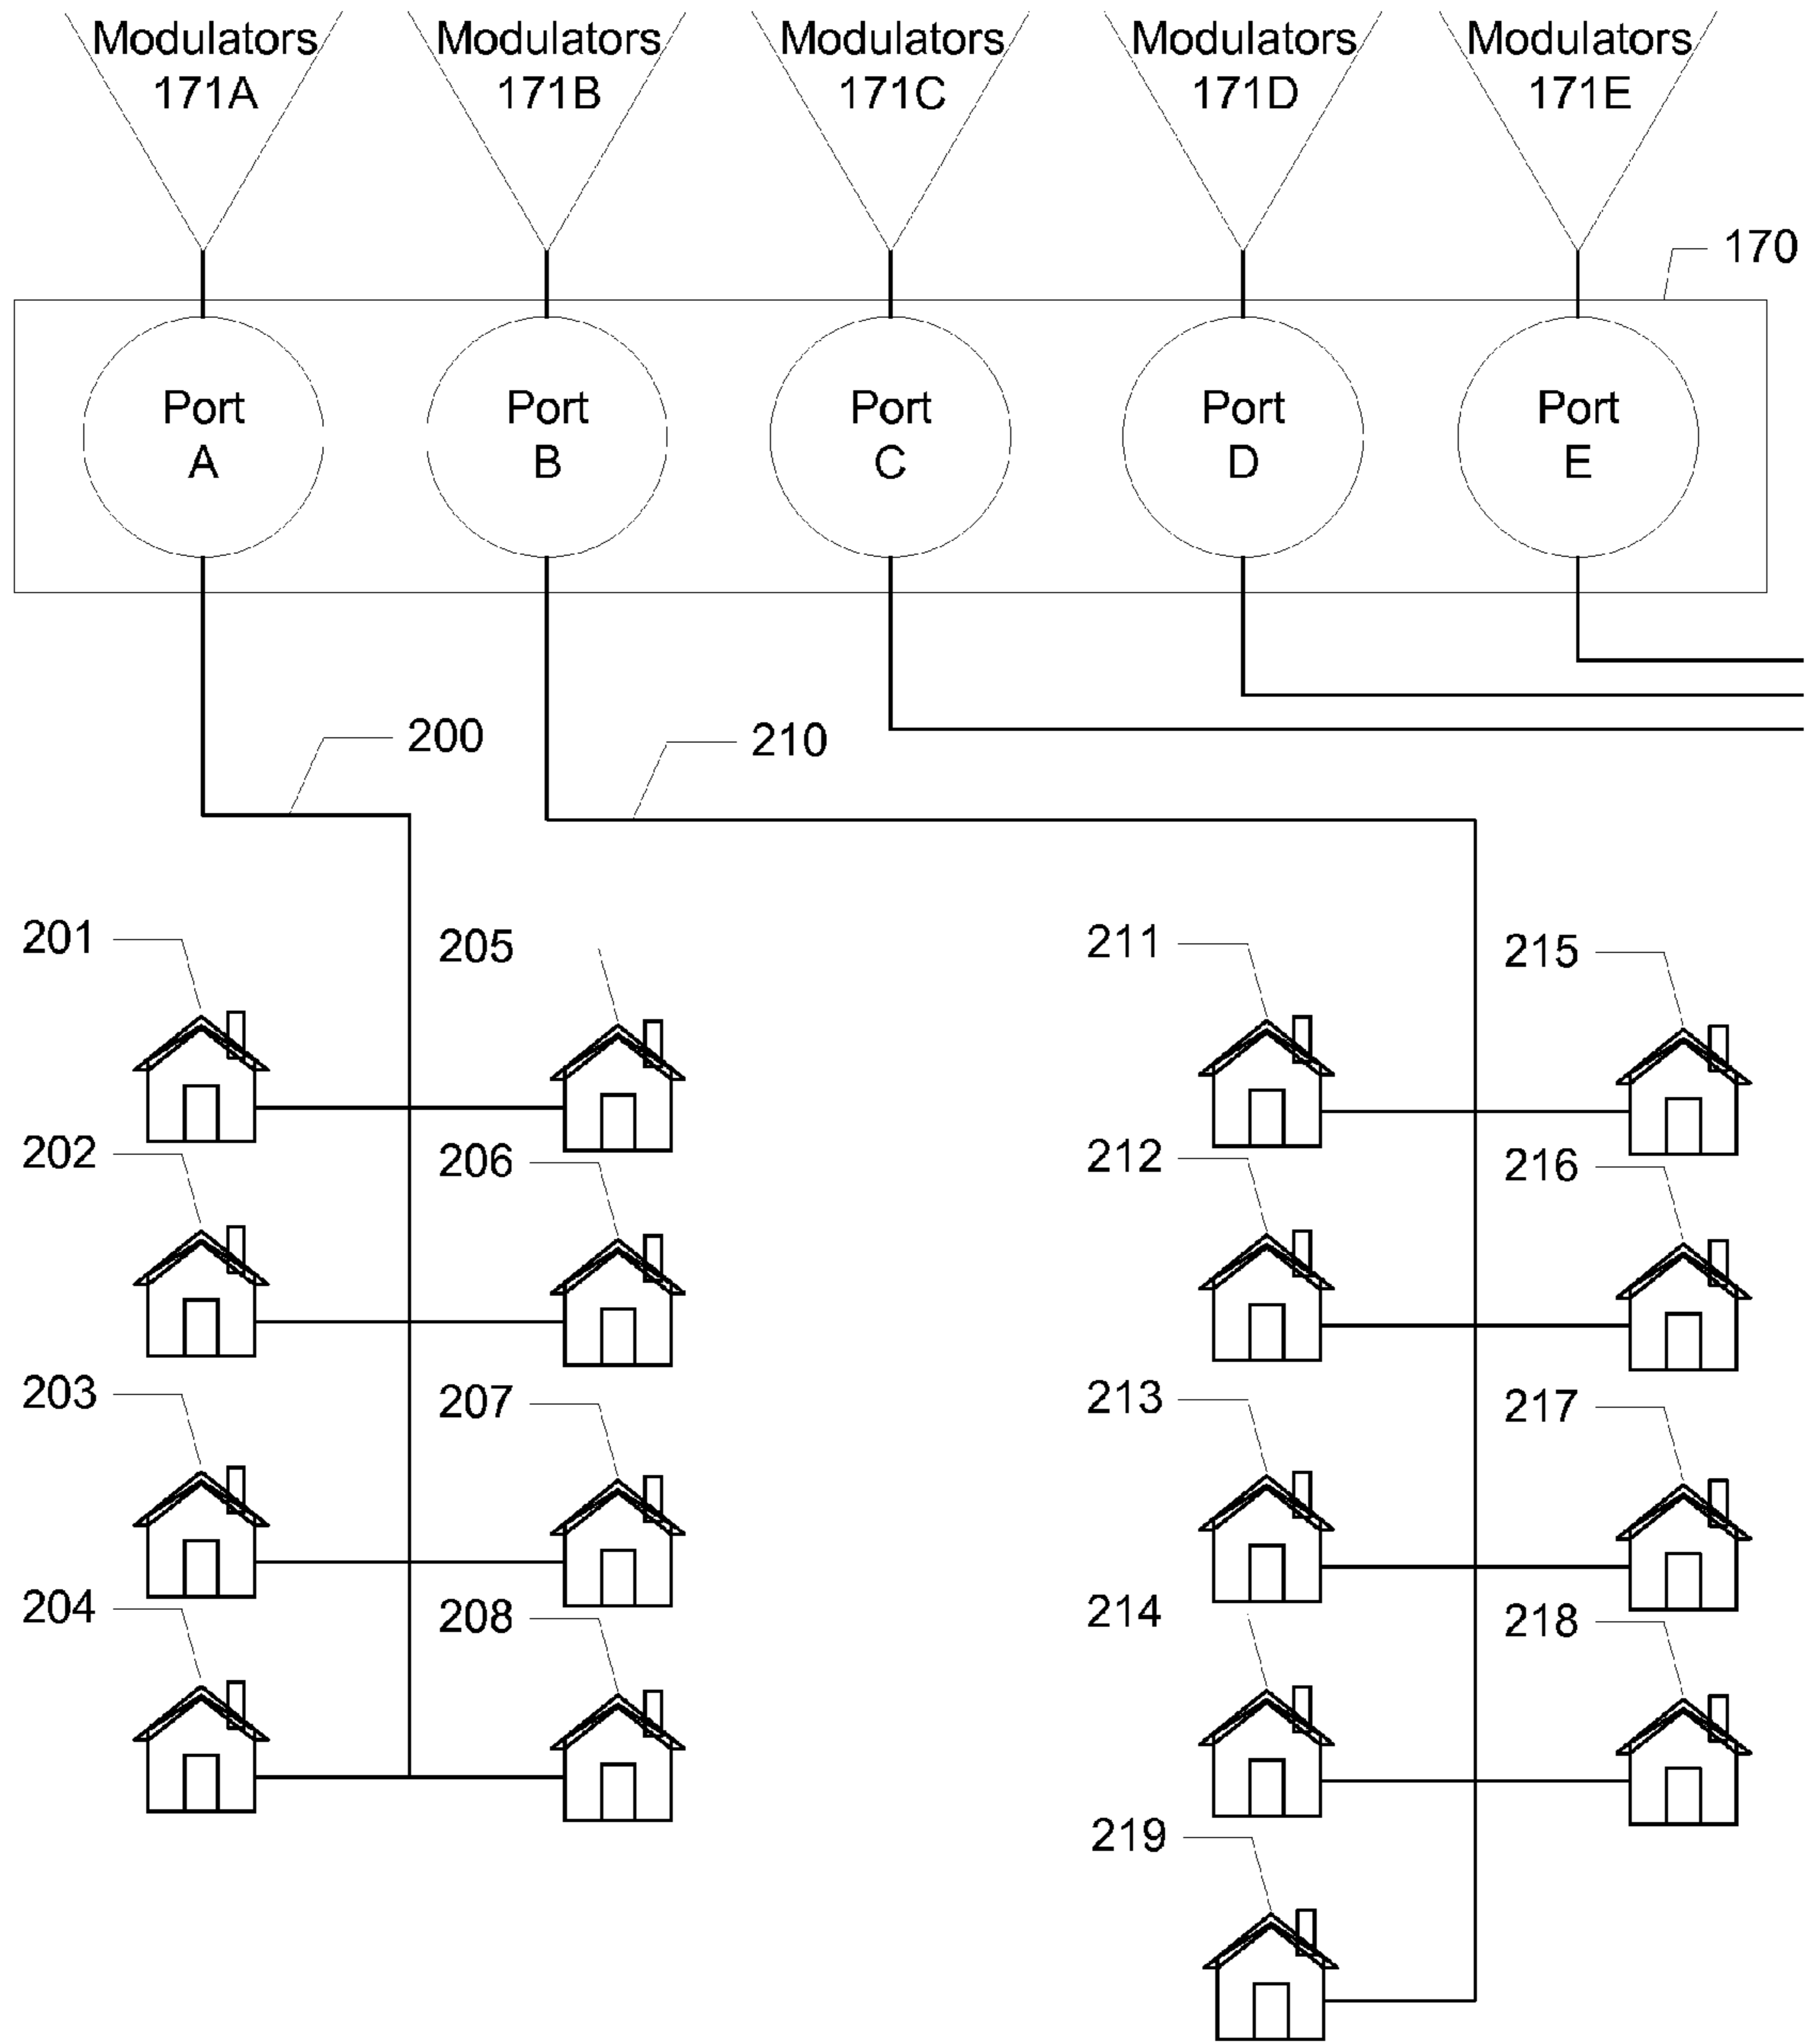 Modulators
171A
Modulators
171B
Modulators
171C
Modulators
171D
Modulators
171E
170
Port
A
Port
B
Port
C
Port
D
Port
E
200
210
201
205
211
215
202
206
212
216
203
207
213
217
204
208
214
218
219